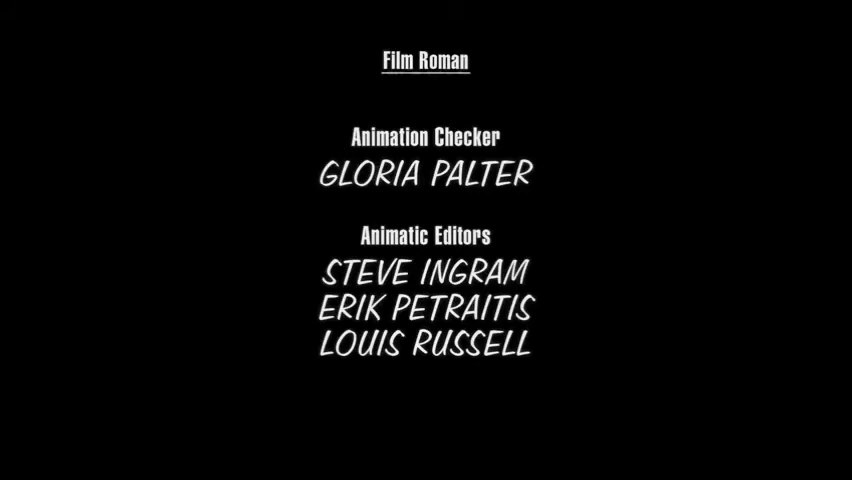 Film Roman
Animation Checker
GLORIA PALTER
Animatic Editors
STEVE INGRAM
ERIK PETRAITIS
LOUIS RUSSELL